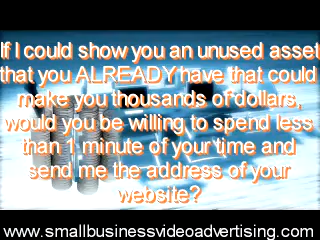 If I could show you an unused asset
that you ALREADY have that could
make you thousands of dollars,
would you be willing to spend less
than 1 minute of your time and
send me the address of your
website?
www.smallbusinessvideoadvertising.com